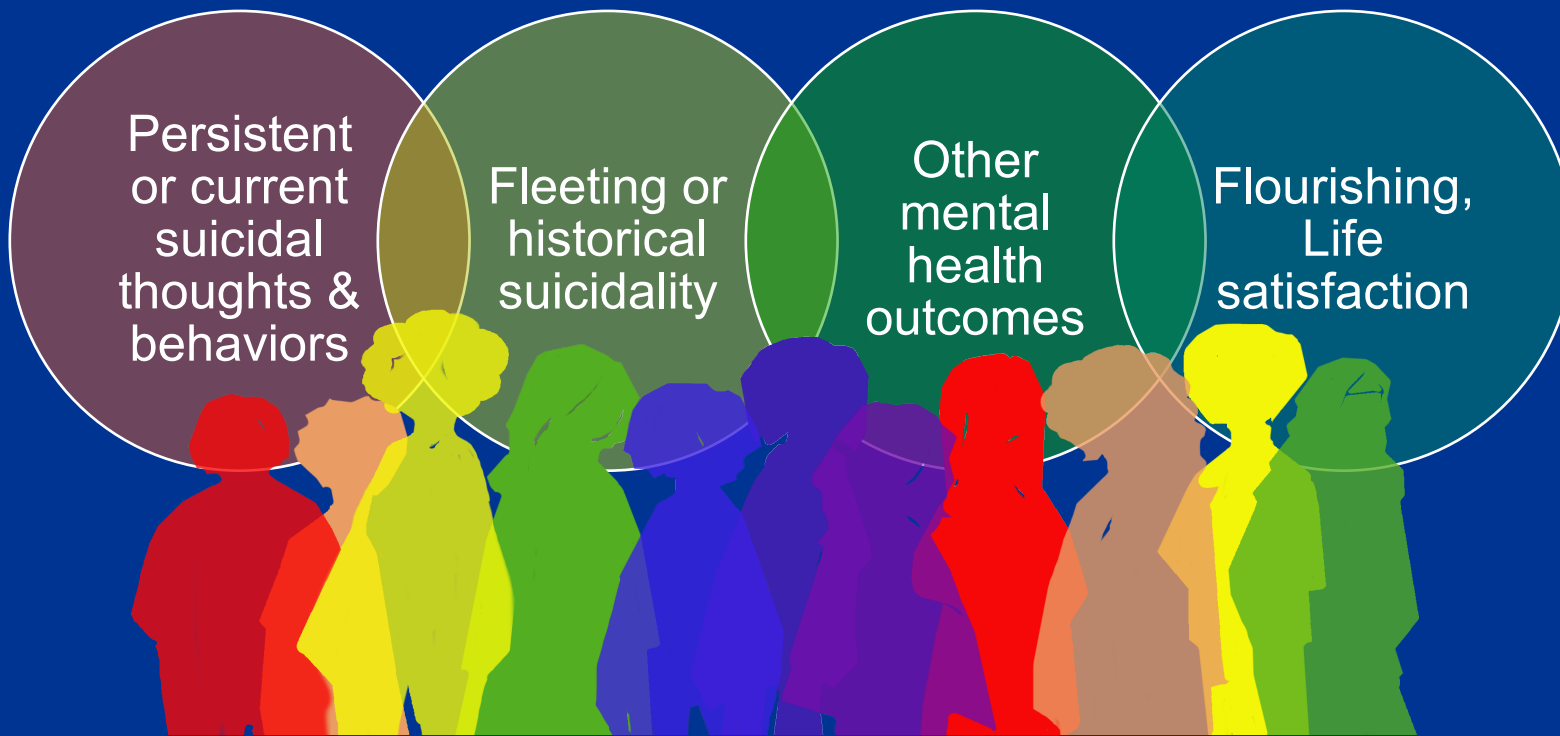 Persistent
or current
suicidal
thoughts &
behaviors
Fleeting or
historical
suicidality
Other
mental
health
outcomes
Flourishing,
Life
satisfaction